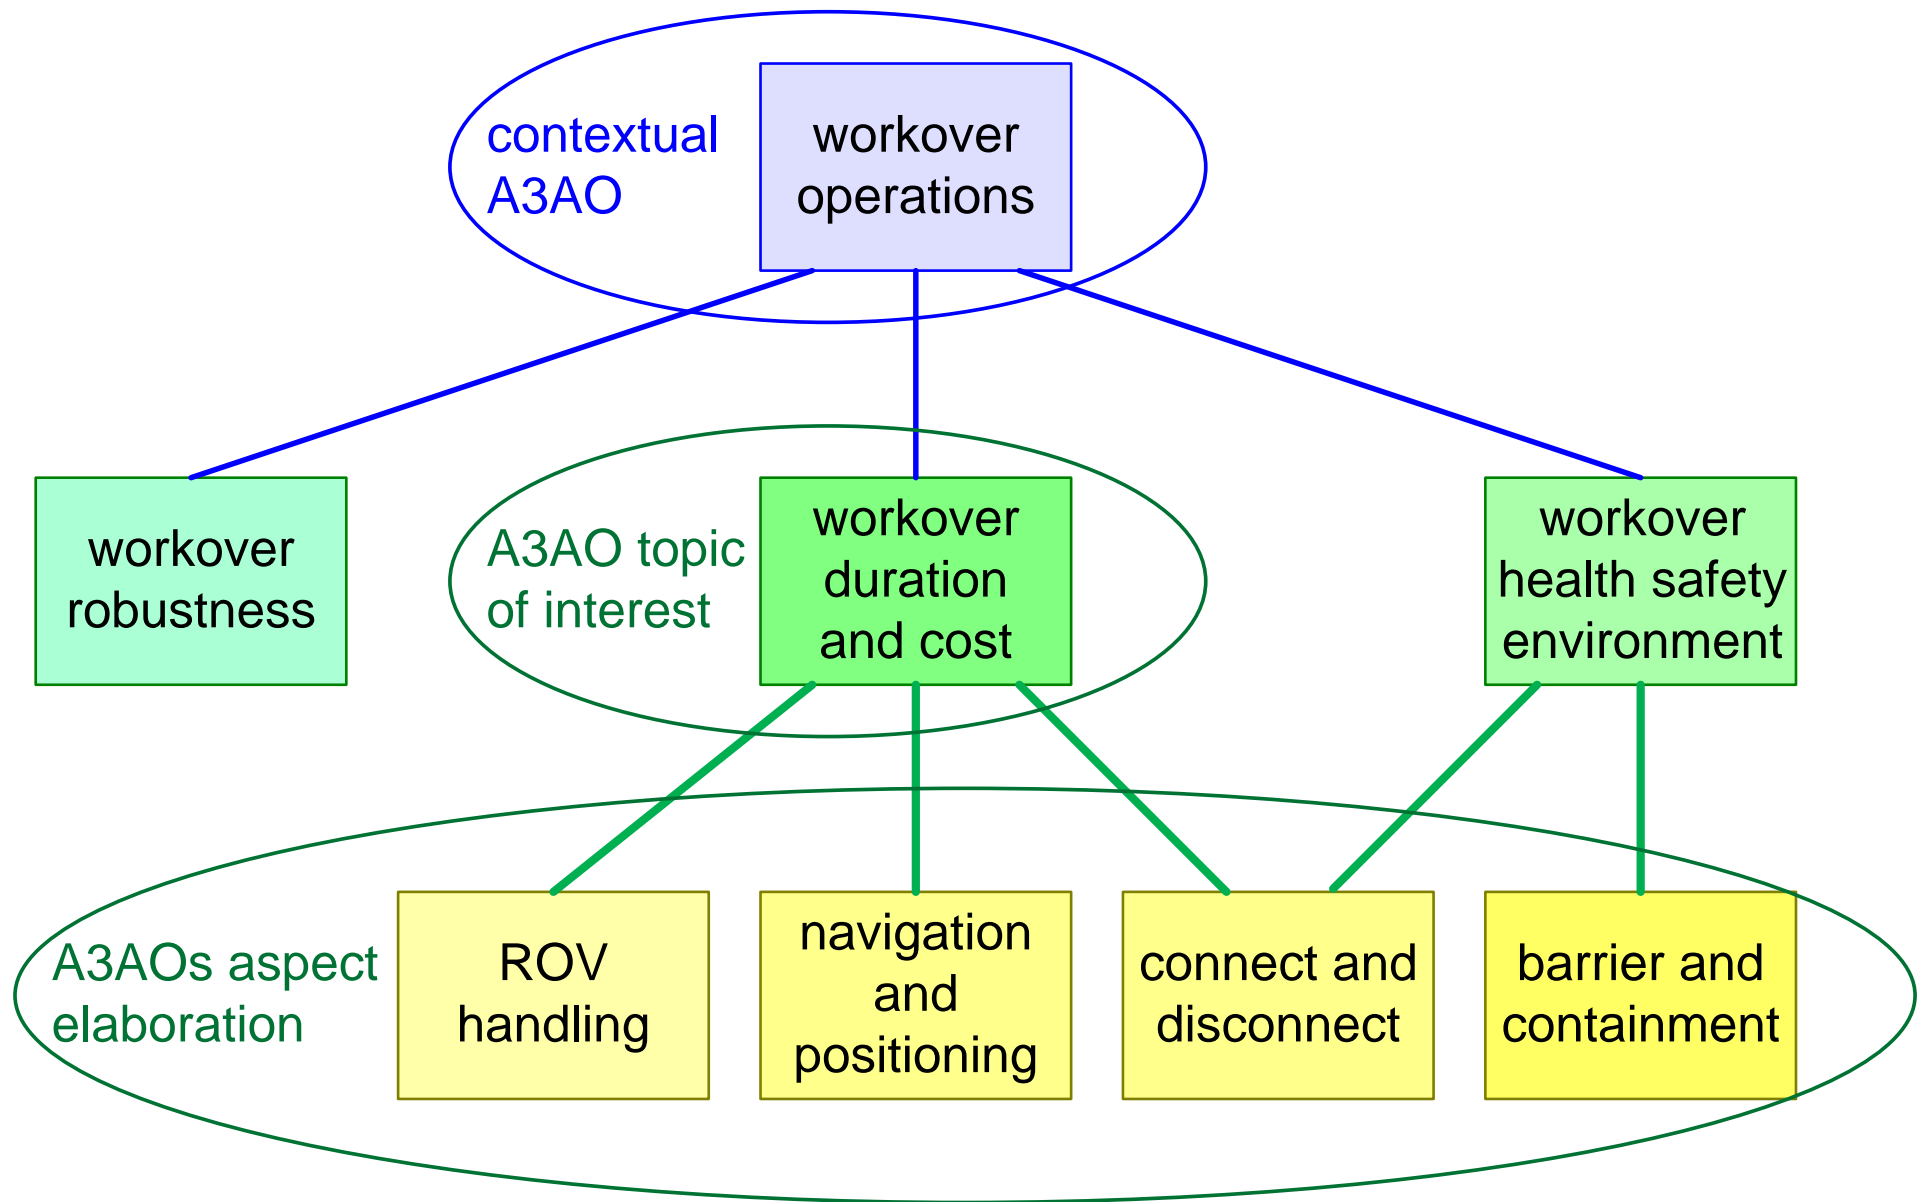 contextual
A3AO
workover
operations
workover
robustness
A3AO topic
of interest
workover
duration
and cost
workover
health safety
environment
A3AOs aspect
elaboration
ROV
handling
navigation
and
positioning
connect and
disconnect
barrier and
containment